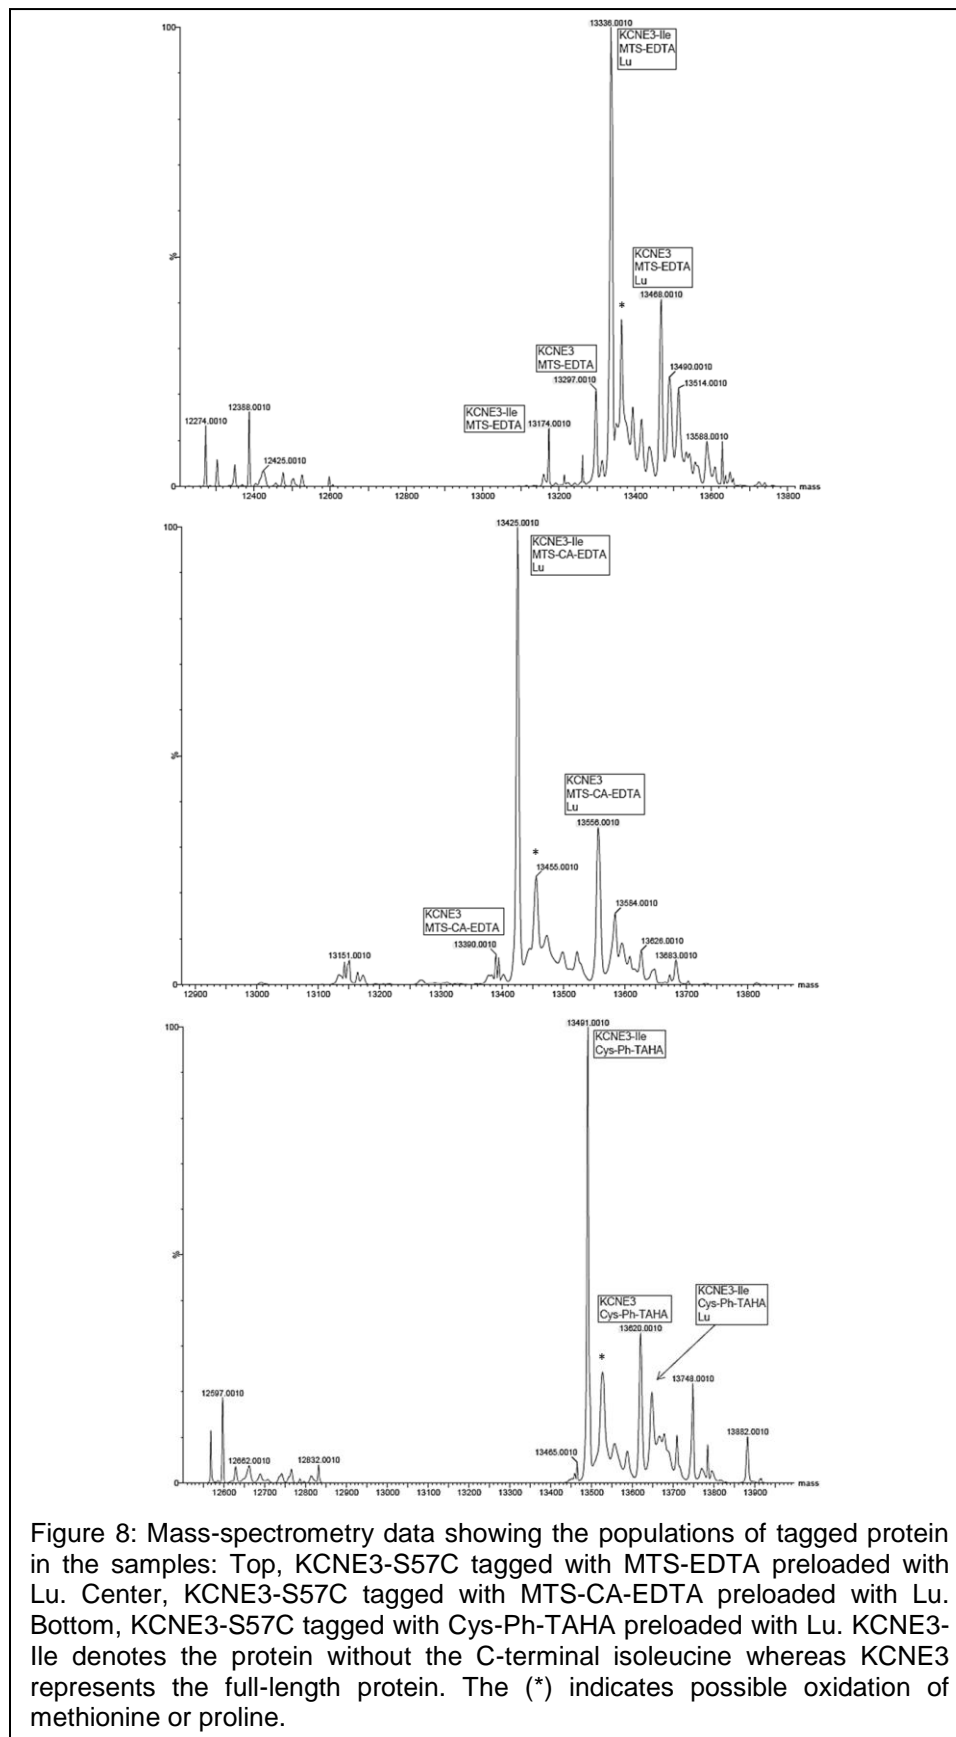 13336.0010
100
KCNE3-Ile
MTS-EDTA
Lu
%
KCNE3
MTS-EDTA
Lu
13468.0010
*
KCNE3
MTS-EDTA
13297.0010
13490.0010
13514.0010
KCNE3-Ile
MTS-EDTA
13174.0010
12274.0010
12388.0010
12425.0010
13588.0010
0
mass
12400 12600 12800 13000 13200 13400 13600 13800
13425.0010
100
KCNE3-Ile
MTS-CA-EDTA
Lu
%
KCNE3
MTS-CA-EDTA
Lu
13556.0010
*
13455.0010
KCNE3
MTS-CA-EDTA
13390.0010
13584.0010
13626.0010
13151.0010
13683.0010
0
mass
12900 13000 13100 13200 13300 13400 13500 13600 13700 13800
13491.0010
100
KCNE3-Ile
Cys-Ph-TAHA
%
KCNE3
Cys-Ph-TAHA
13620.0010
KCNE3-Ile
Cys-Ph-TAHA
Lu
*
13748.0010
12597.0010
12662.0010
12832.0010
13465.0010
13882.0010
0
mass
12600 12700 12800 12900 13000 13100 13200 13300 13400 13500 13600 13700 13800 13900
Figure 8: Mass-spectrometry data showing the populations of tagged protein
in the samples: Top, KCNE3-S57C tagged with MTS-EDTA preloaded with
Lu. Center, KCNE3-S57C tagged with MTS-CA-EDTA preloaded with Lu.
Bottom, KCNE3-S57C tagged with Cys-Ph-TAHA preloaded with Lu. KCNE3-
Ile denotes the protein without the C-terminal isoleucine whereas KCNE3
represents the full-length protein. The (*) indicates possible oxidation of
methionine or proline.